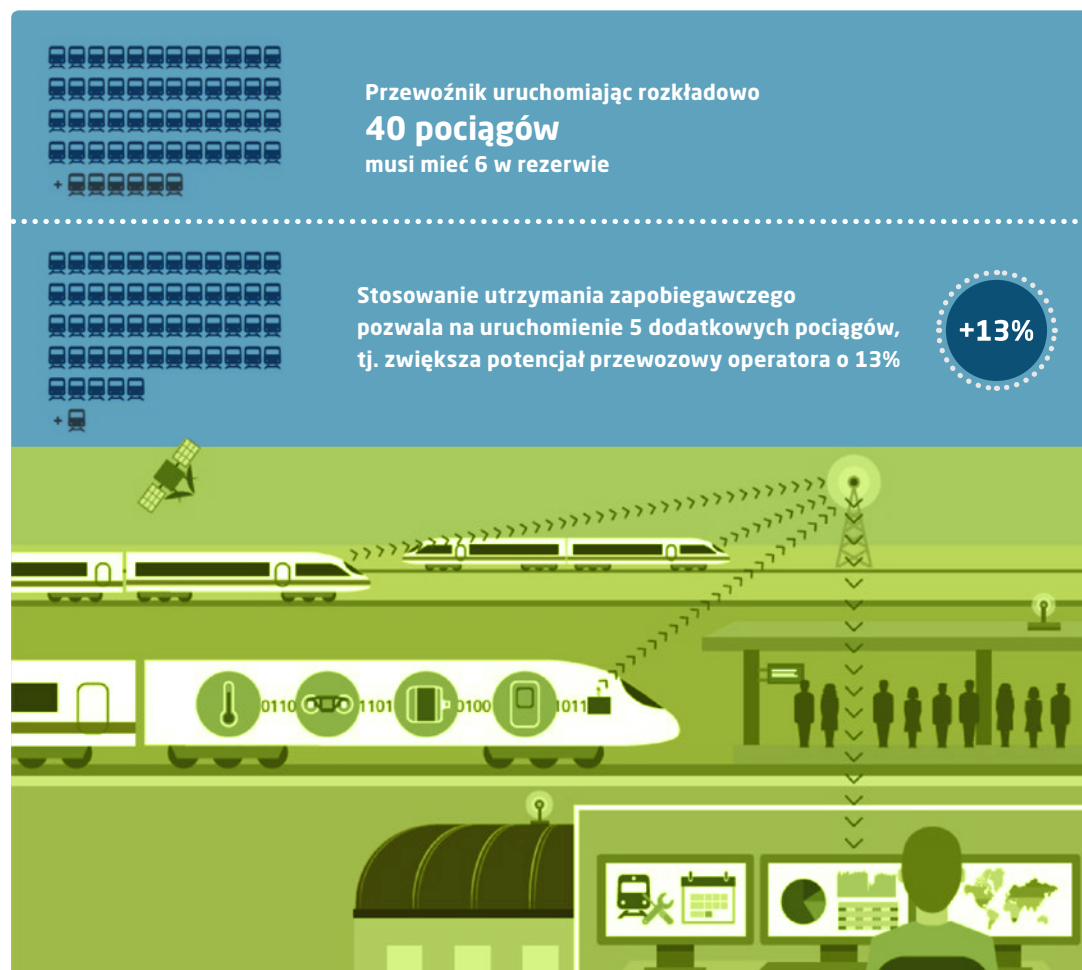 Przewoźnik uruchomiając rozkładowo
40 pociągów
musi mieć 6 w rezerwie
+
Stosowanie utrzymania zapobiegawczego
pozwala na uruchomienie 5 dodatkowych pociągów,
tj. zwiększa potencjał przewozowy operatora o 13%
+13%
+
0110 1101 0100 1011